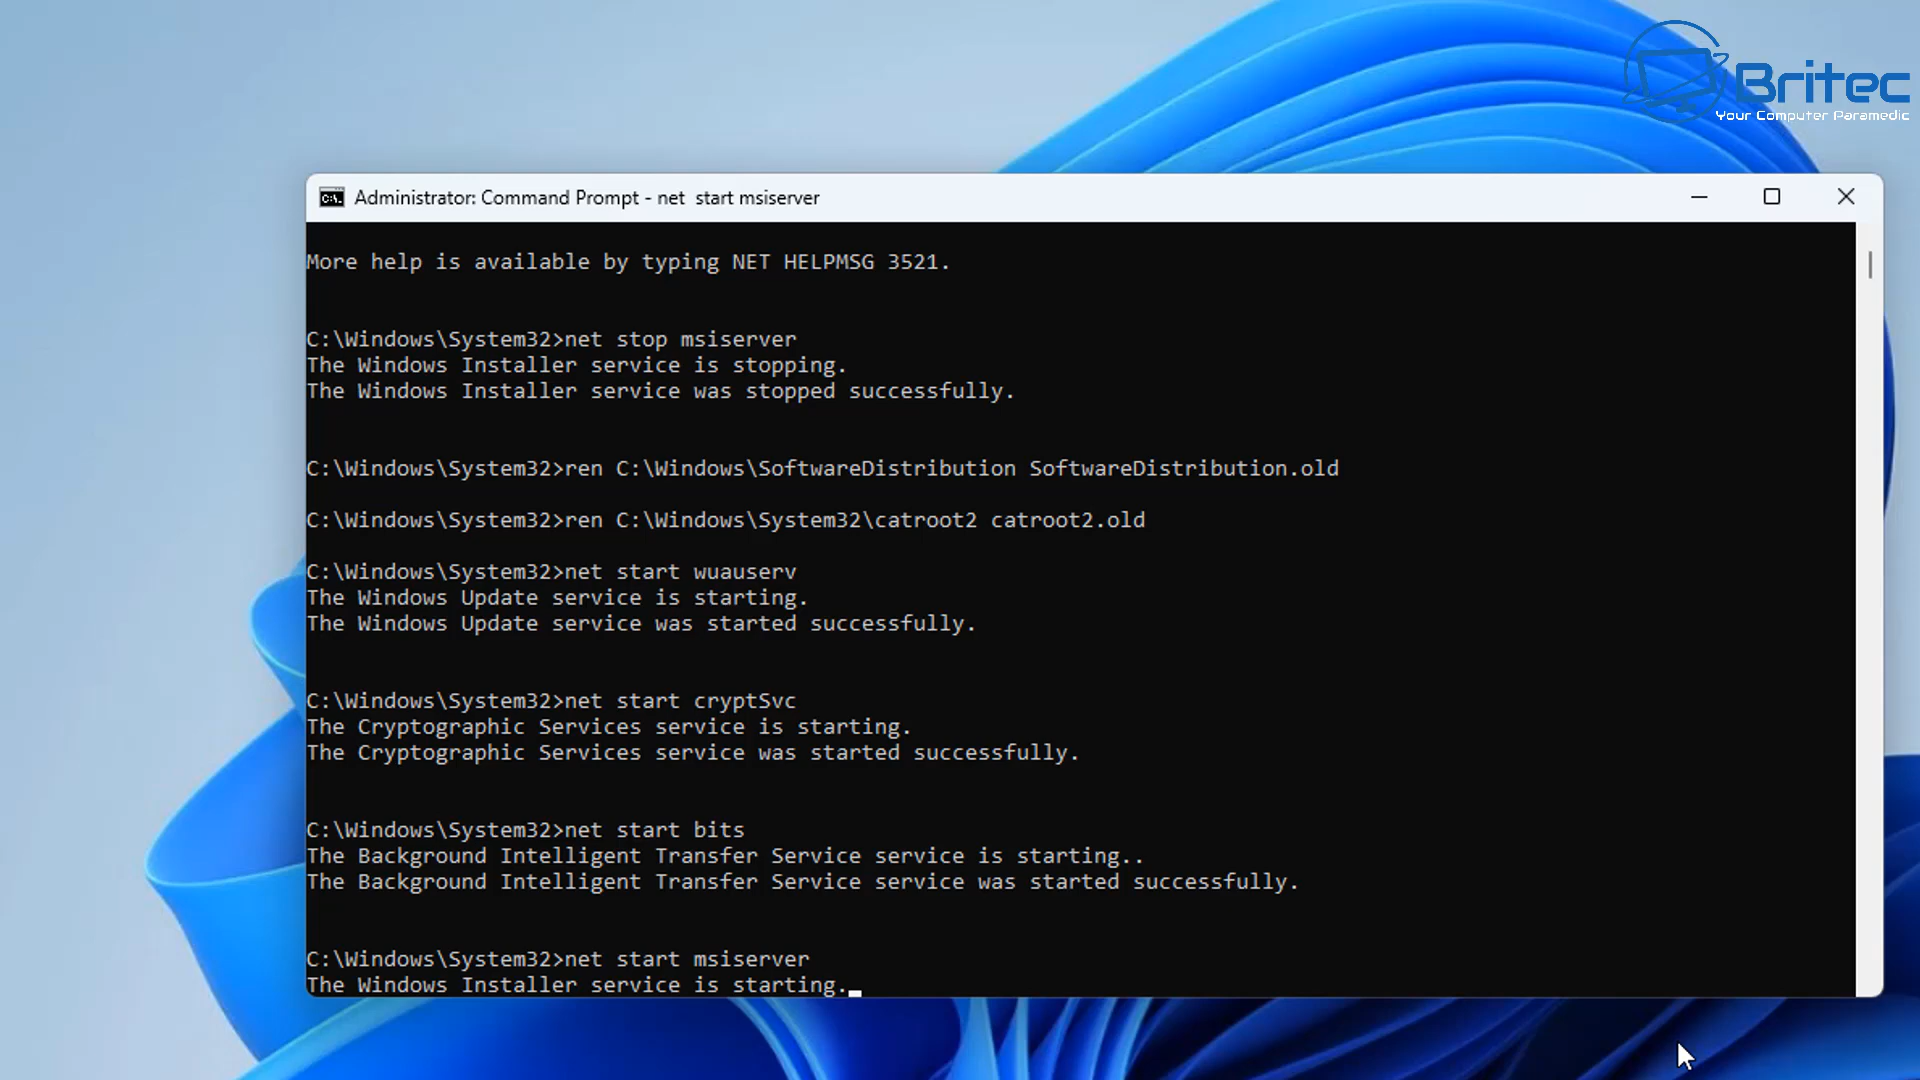 Britec
Your Computer Paramedic
Administrator: Command Prompt - net  start msiserver
More help is available by typing NET HELPMSG 3521.
C:\Windows\System32>net stop msiserver
The Windows Installer service is stopping.
The Windows Installer service was stopped successfully.
C:\Windows\System32>ren C:\Windows\SoftwareDistribution SoftwareDistribution.old
C:\Windows\System32>ren C:\Windows\System32\catroot2 catroot2.old
C:\Windows\System32>net start wuauserv
The Windows Update service is starting.
The Windows Update service was started successfully.
C:\Windows\System32>net start cryptSvc
The Cryptographic Services service is starting.
The Cryptographic Services service was started successfully.
C:\Windows\System32>net start bits
The Background Intelligent Transfer Service service is starting..
The Background Intelligent Transfer Service service was started successfully.
C:\Windows\System32>net start msiserver
The Windows Installer service is starting.